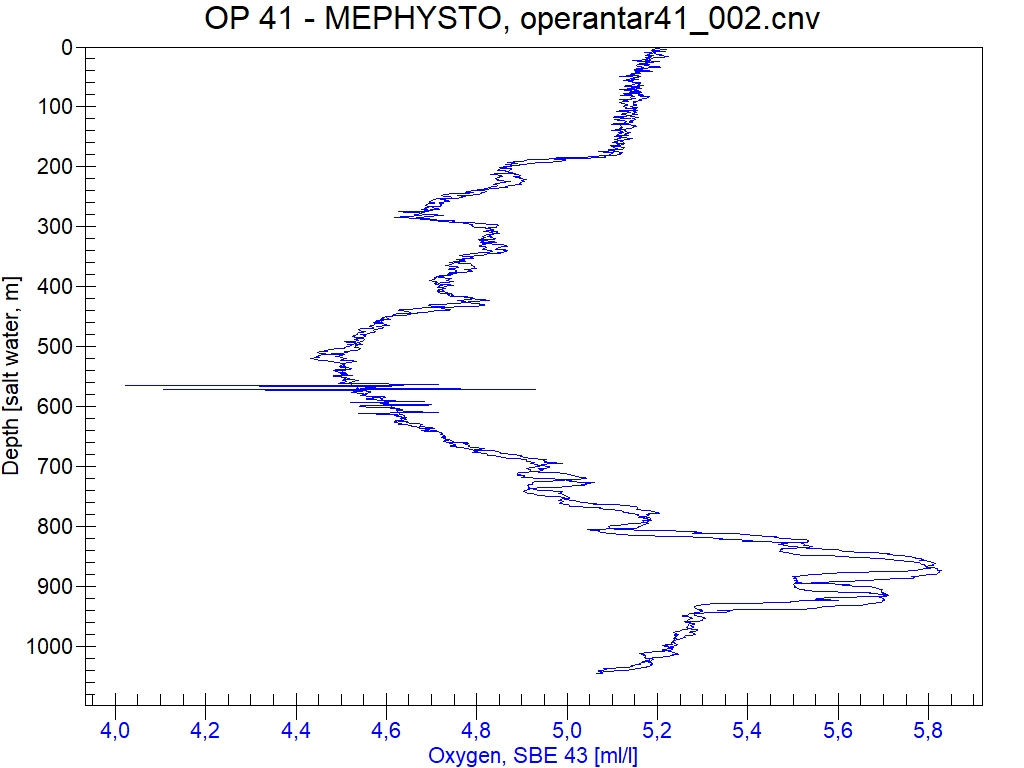 OP 41 - MEPHYSTO, operantar41_002.cnv
0
100
200
300
400
500
600
700
800
900
1000
Depth [salt water, m]
4,0 4,2 4,4 4,6 4,8 5,0 5,2 5,4 5,6 5,8
Oxygen, SBE 43 [ml/l]